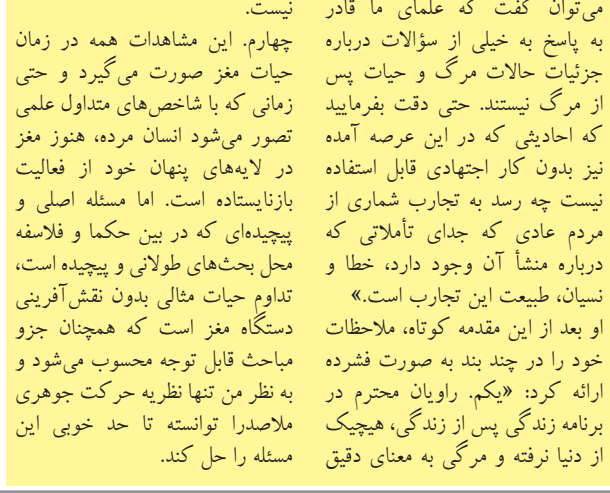 می‌توان گفت که علمای ما قادر
به پاسخ به خیلی از سؤالات درباره
جزئیات حالات مرگ و حیات پس
از مرگ نیستند. حتی دقت بفرمایید
که احادیثی که در این عرصه آمده
نیز بدون کار اجتهادی قابل استفاده
نیست چه رسد به تجارب شماری از
مردم عادی که جدای تأملاتی که
درباره منشأ آن وجود دارد، خطا و
نسیان، طبیعت این تجارب است.»
او بعد از این مقدمه کوتاه، ملاحظات
خود را در چند بند به صورت فشرده
ارائه کرد: «یکم. راویان محترم در
برنامه زندگی پس از زندگی، هیچیک
از دنیا نرفته و مرگی به معنای دقیق
نیست.
چهارم. این مشاهدات همه در زمان
حیات مغز صورت می‌گیرد و حتی
زمانی که با شاخص‌های متداول علمی
تصور می‌شود انسان مرده، هنوز مغز
در لایه‌های پنهان خود از فعالیت
بازنایستاده است. اما مسئله اصلی و
پیچیده‌ای که در بین حکما و فلاسفه
محل بحث‌های طولانی و پیچیده است،
تداوم حیات مثالی بدون نقش‌آفرینی
دستگاه مغز است که همچنان جزو
مباحث قابل توجه محسوب می‌شود و
به نظر من تنها نظریه حرکت جوهری
ملاصدرا توانسته تا حد خوبی این
مسئله را حل کند.